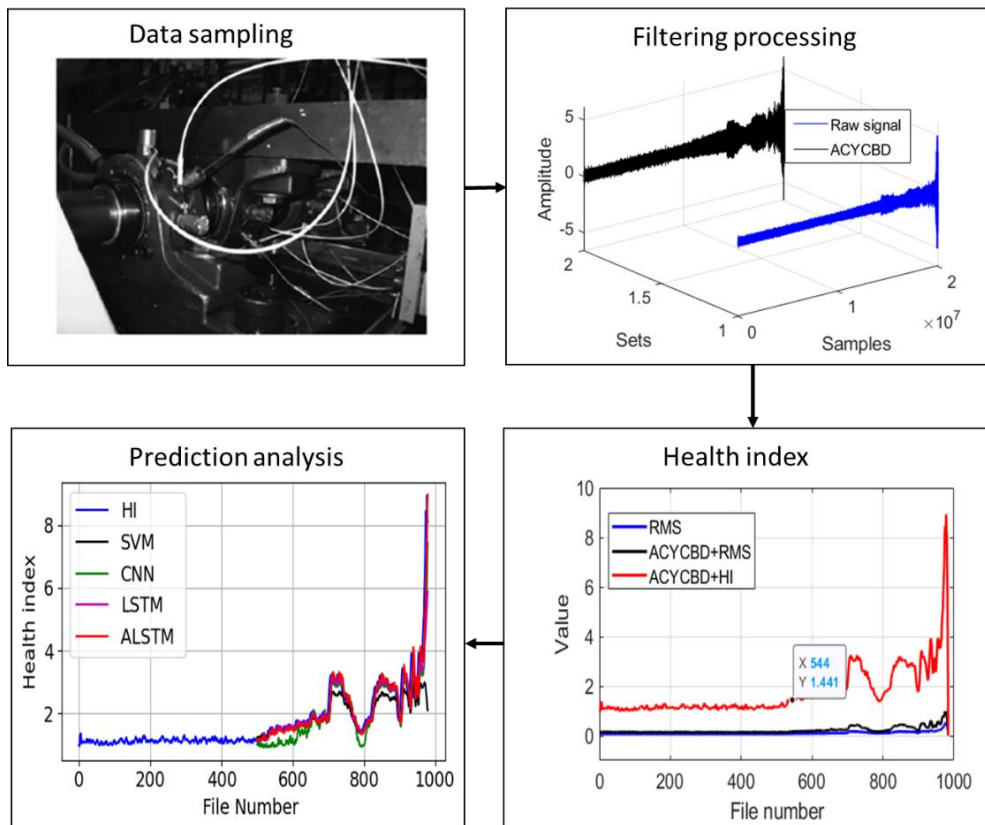 Data sampling
Filtering processing
5
0
-5
Amplitude
Raw signal
ACYCBD
2
1.5
1
Sets
0
1
2
×10⁷
Samples
Prediction analysis
HI
SVM
CNN
LSTM
ALSTM
8
6
4
2
Health index
0 200 400 600 800 1000
File Number
Health index
RMS
ACYCBD+RMS
ACYCBD+HI
10
8
6
4
2
0
Value
X 544
Y 1.441
0 200 400 600 800 1000
File number